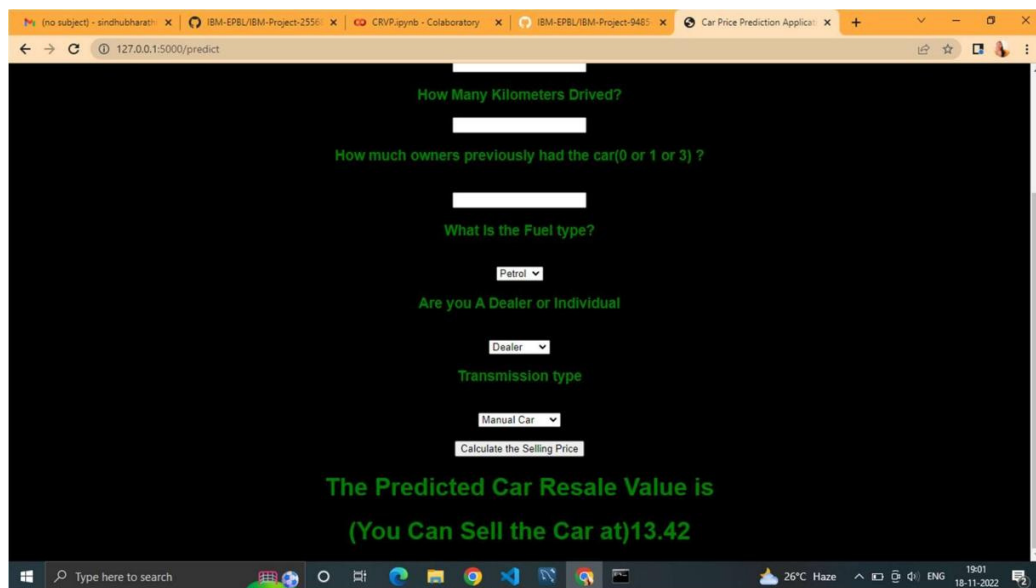 (no subject) - sindhubharathi
IBM-EPBL/IBM-Project-2556
CRVP.ipynb - Colaboratory
IBM-EPBL/IBM-Project-9485
Car Price Prediction Applicati
127.0.0.1:5000/predict
How Many Kilometers Drived?
How much owners previously had the car(0 or 1 or 3) ?
What Is the Fuel type?
Petrol
Are you A Dealer or Individual
Dealer
Transmission type
Manual Car
Calculate the Selling Price
The Predicted Car Resale Value is
(You Can Sell the Car at)13.42
Type here to search
26°C Haze
ENG
19:01
18-11-2022